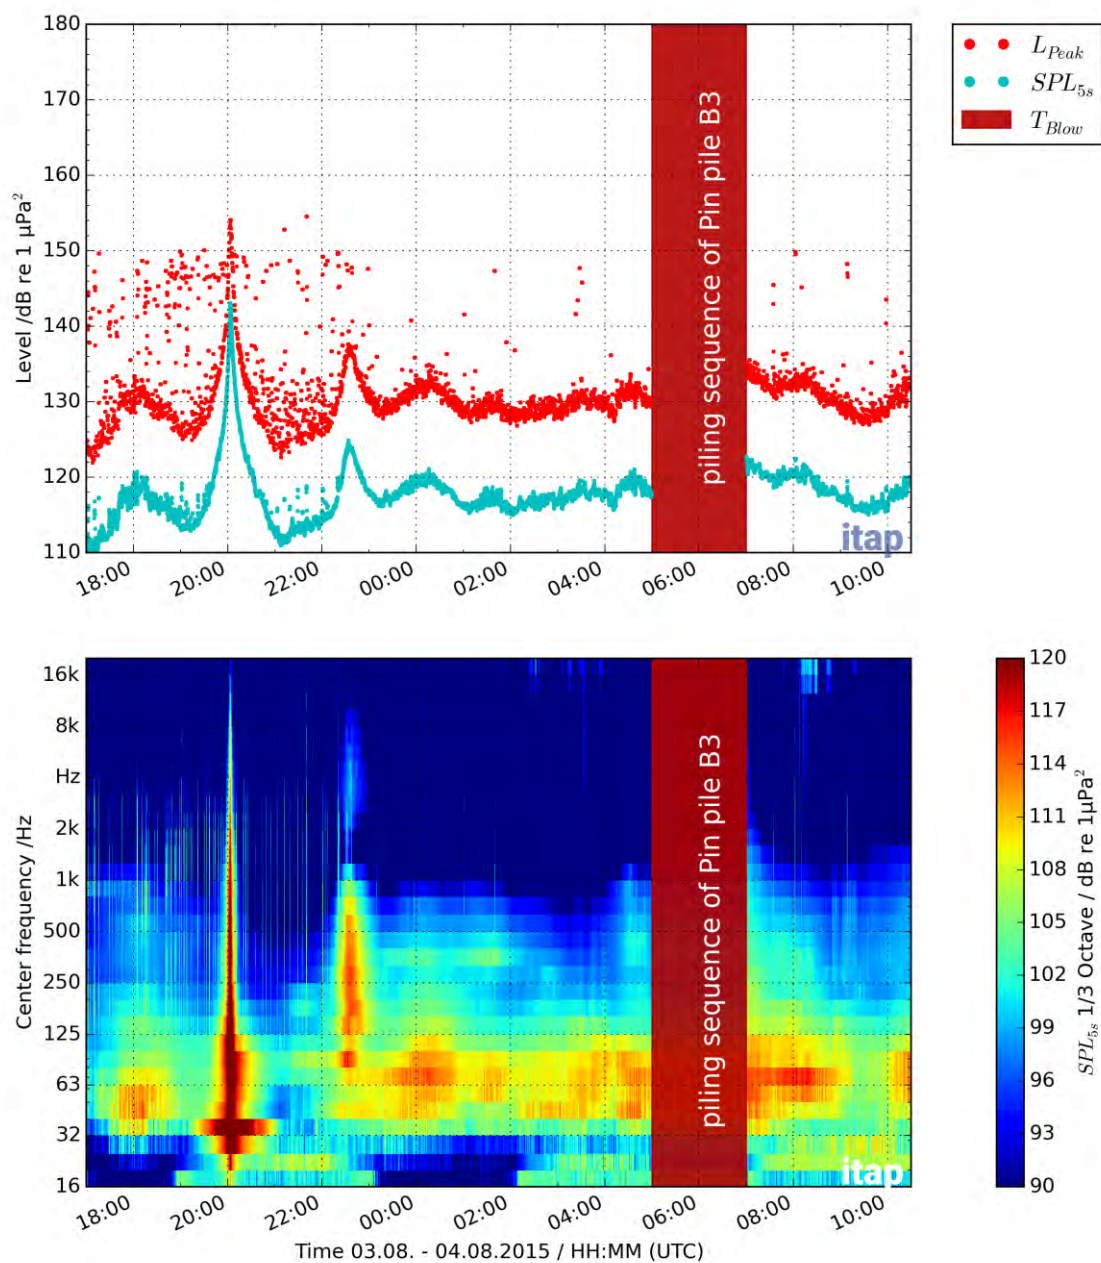 180
170
160
150
140
130
120
110
Level /dB re 1 µPa²
18:00
20:00
22:00
00:00
02:00
04:00
06:00
08:00
10:00
piling sequence of Pin pile B3
itap
L_Peak
SPL_5s
T_Blow
16k
8k
Hz
2k
1k
500
250
125
63
32
16
Center frequency /Hz
18:00
20:00
22:00
00:00
02:00
04:00
06:00
08:00
10:00
Time 03.08. - 04.08.2015 / HH:MM (UTC)
piling sequence of Pin pile B3
itap
120
117
114
111
108
105
102
99
96
93
90
SPL_5s 1/3 Octave / dB re 1µPa²